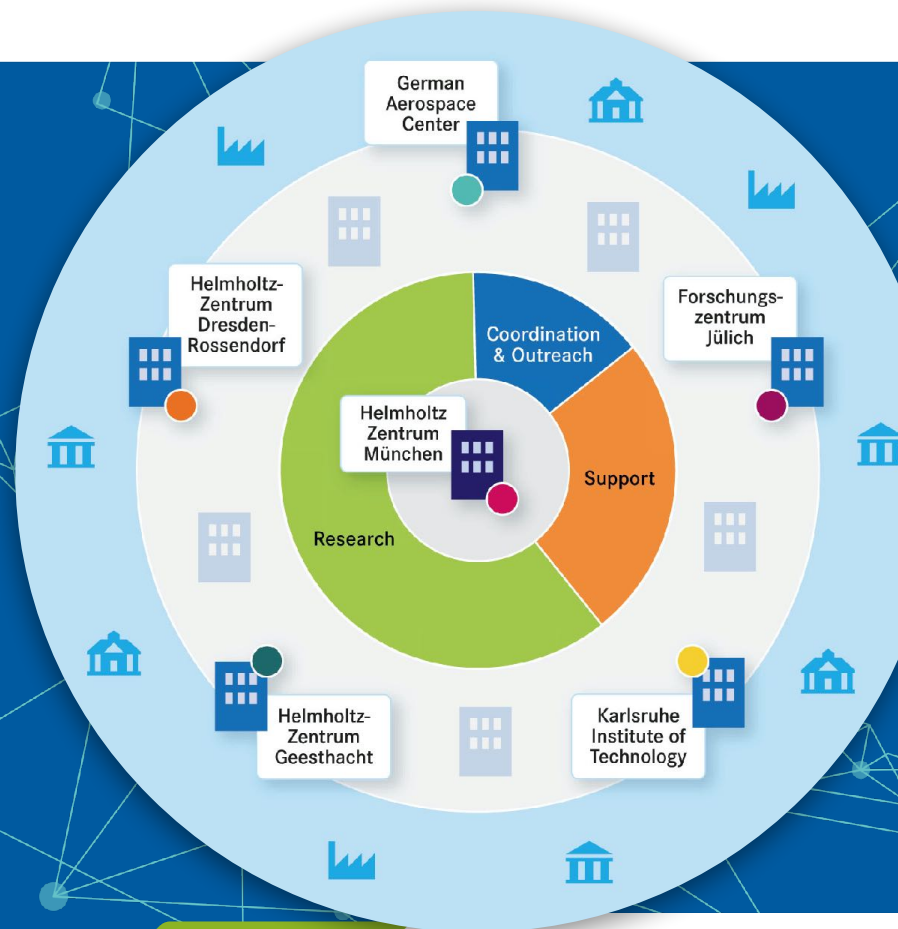 German
Aerospace
Center
Helmholtz-
Zentrum
Dresden-
Rossendorf
Forschungs-
zentrum
Jülich
Coordination
& Outreach
Helmholtz
Zentrum
München
Support
Research
Helmholtz-
Zentrum
Geesthacht
Karlsruhe
Institute of
Technology